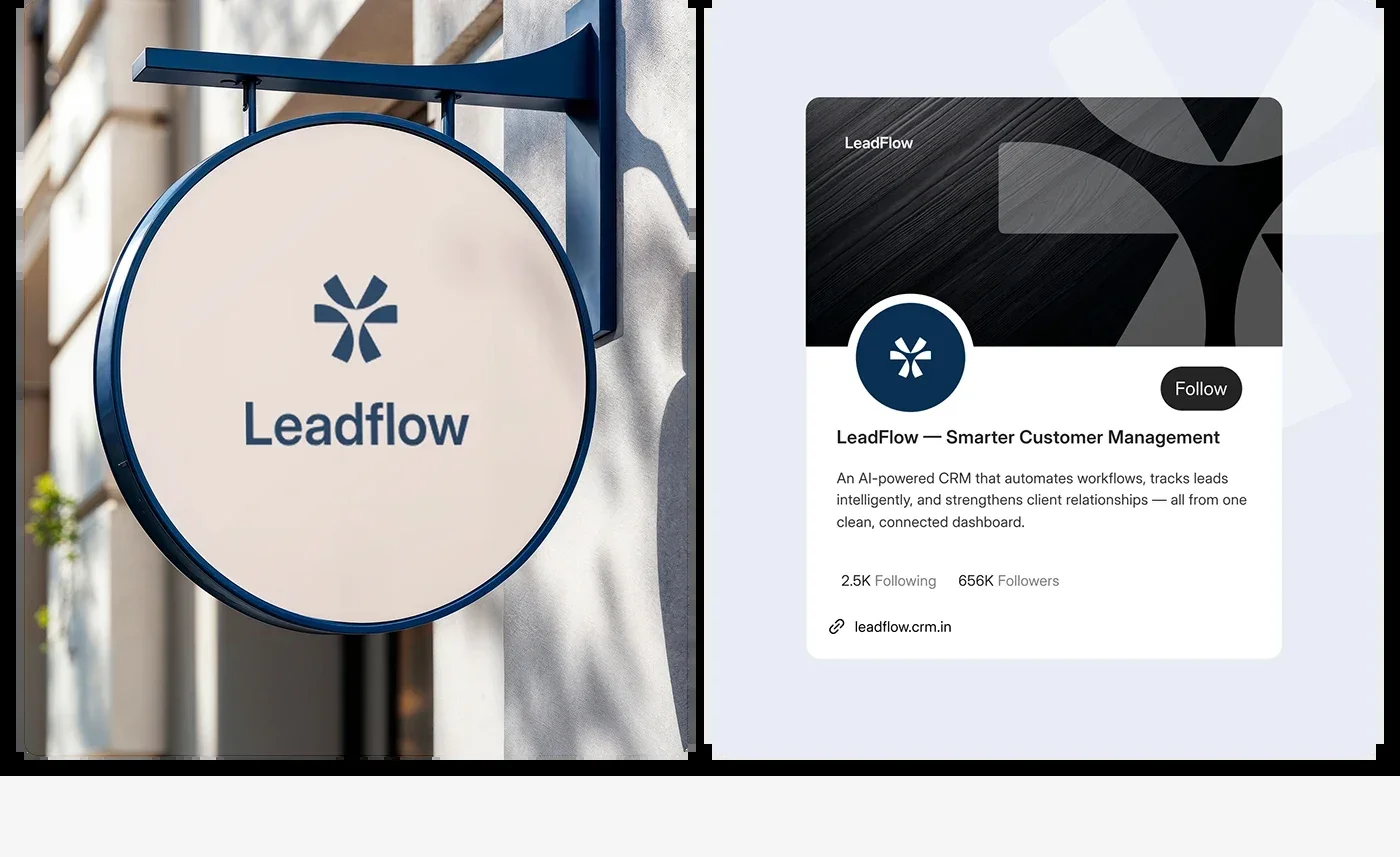 Leadflow
LeadFlow
Follow
LeadFlow — Smarter Customer Management
An AI-powered CRM that automates workflows, tracks leads
intelligently, and strengthens client relationships — all from one
clean, connected dashboard.
2.5K Following 656K Followers
leadflow.crm.in